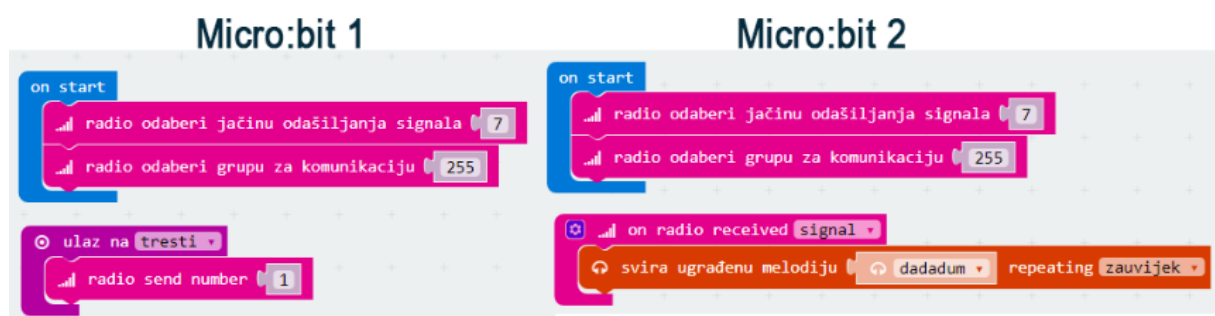 Micro:bit 1
on start
radio odaberi jačinu odašiljanja signala 7
radio odaberi grupu za komunikaciju 255
ulaz na tresti
radio send number 1
Micro:bit 2
on start
radio odaberi jačinu odašiljanja signala 7
radio odaberi grupu za komunikaciju 255
on radio received signal
svira ugrađenu melodiju dadadum repeating zauvijek